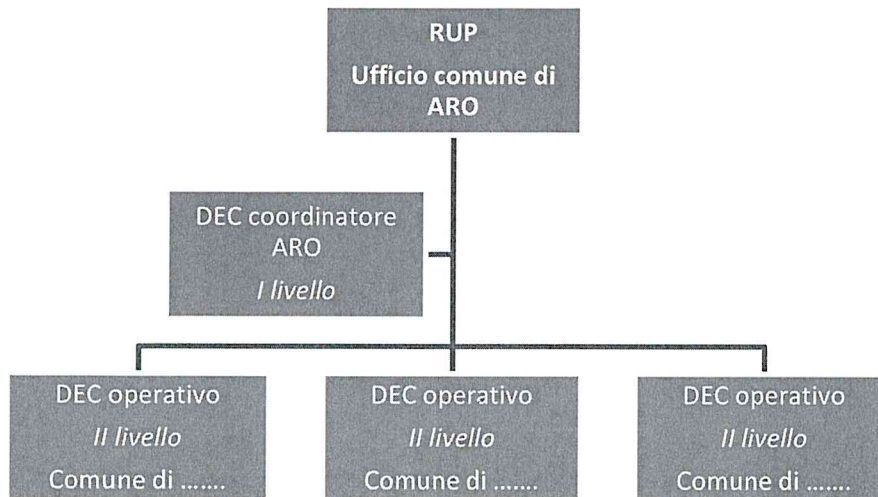 RUP
Ufficio comune di
ARO
DEC coordinatore
ARO
I livello
DEC operativo
II livello
Comune di .......
DEC operativo
II livello
Comune di .......
DEC operativo
II livello
Comune di .......